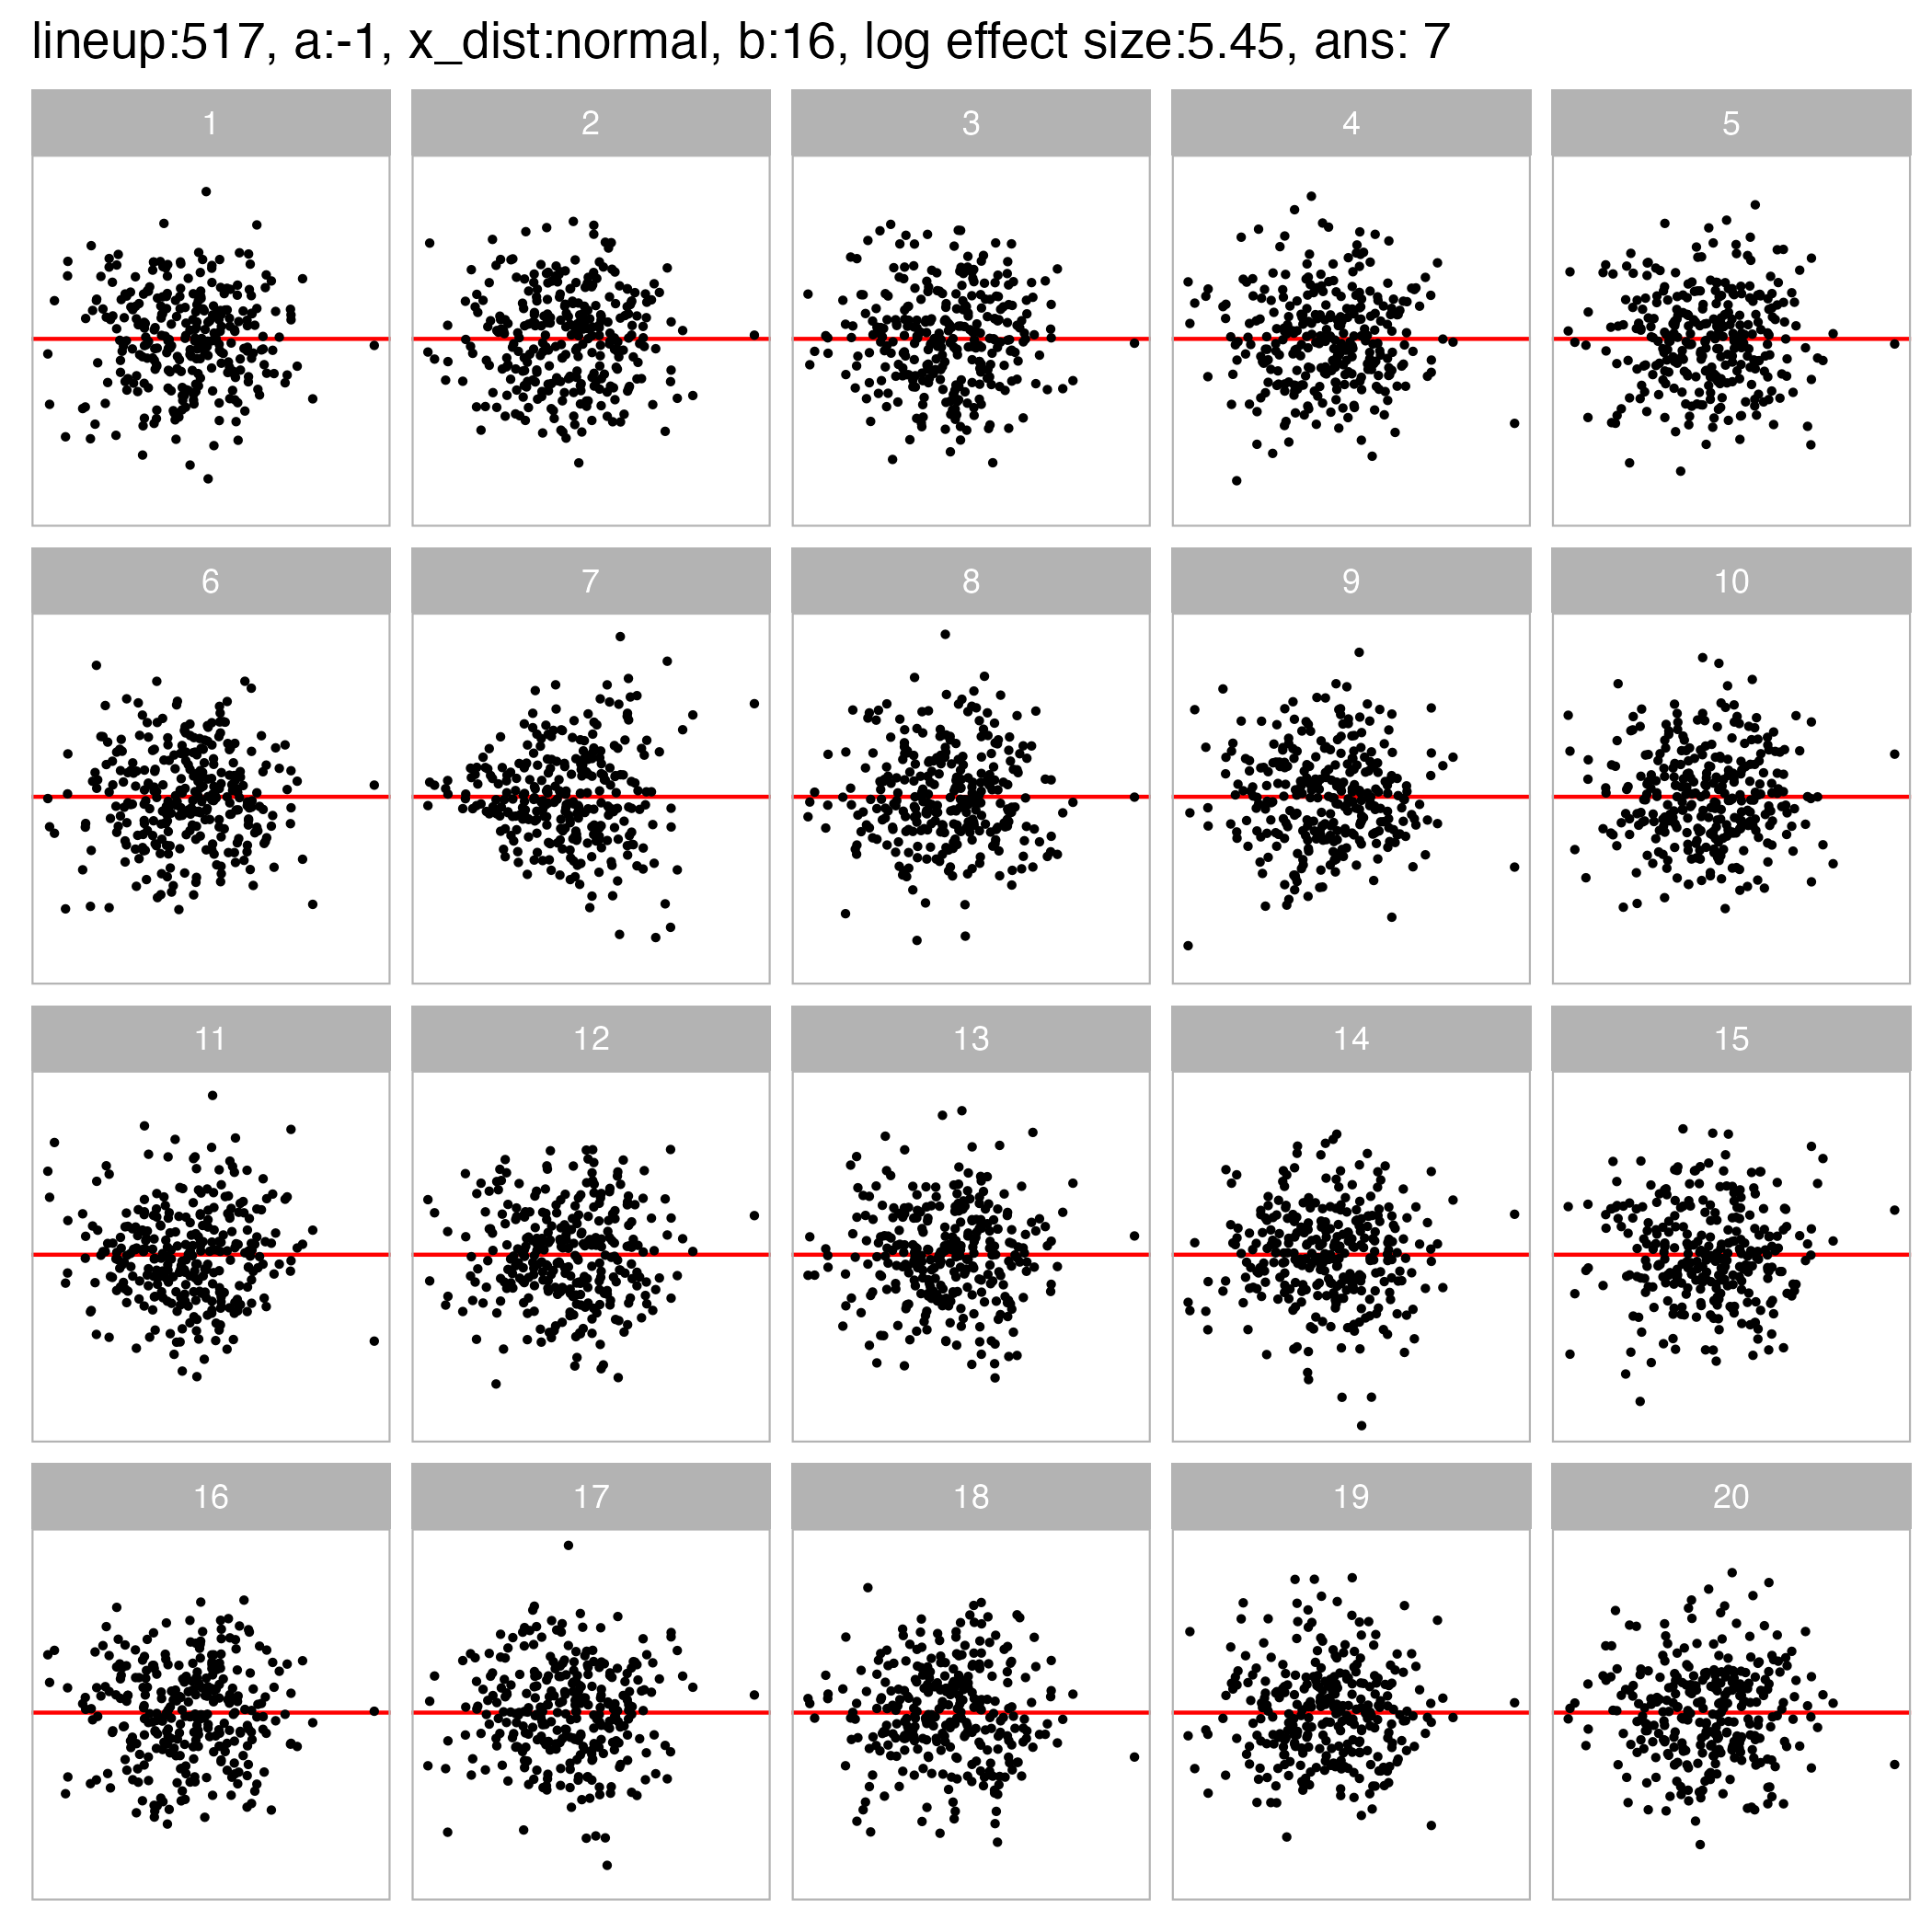 lineup:517, a:-1, x_dist:normal, b:16, log effect size:5.45, ans: 7
1 2 3 4 5
6 7 8 9 10
11 12 13 14 15
16 17 18 19 20